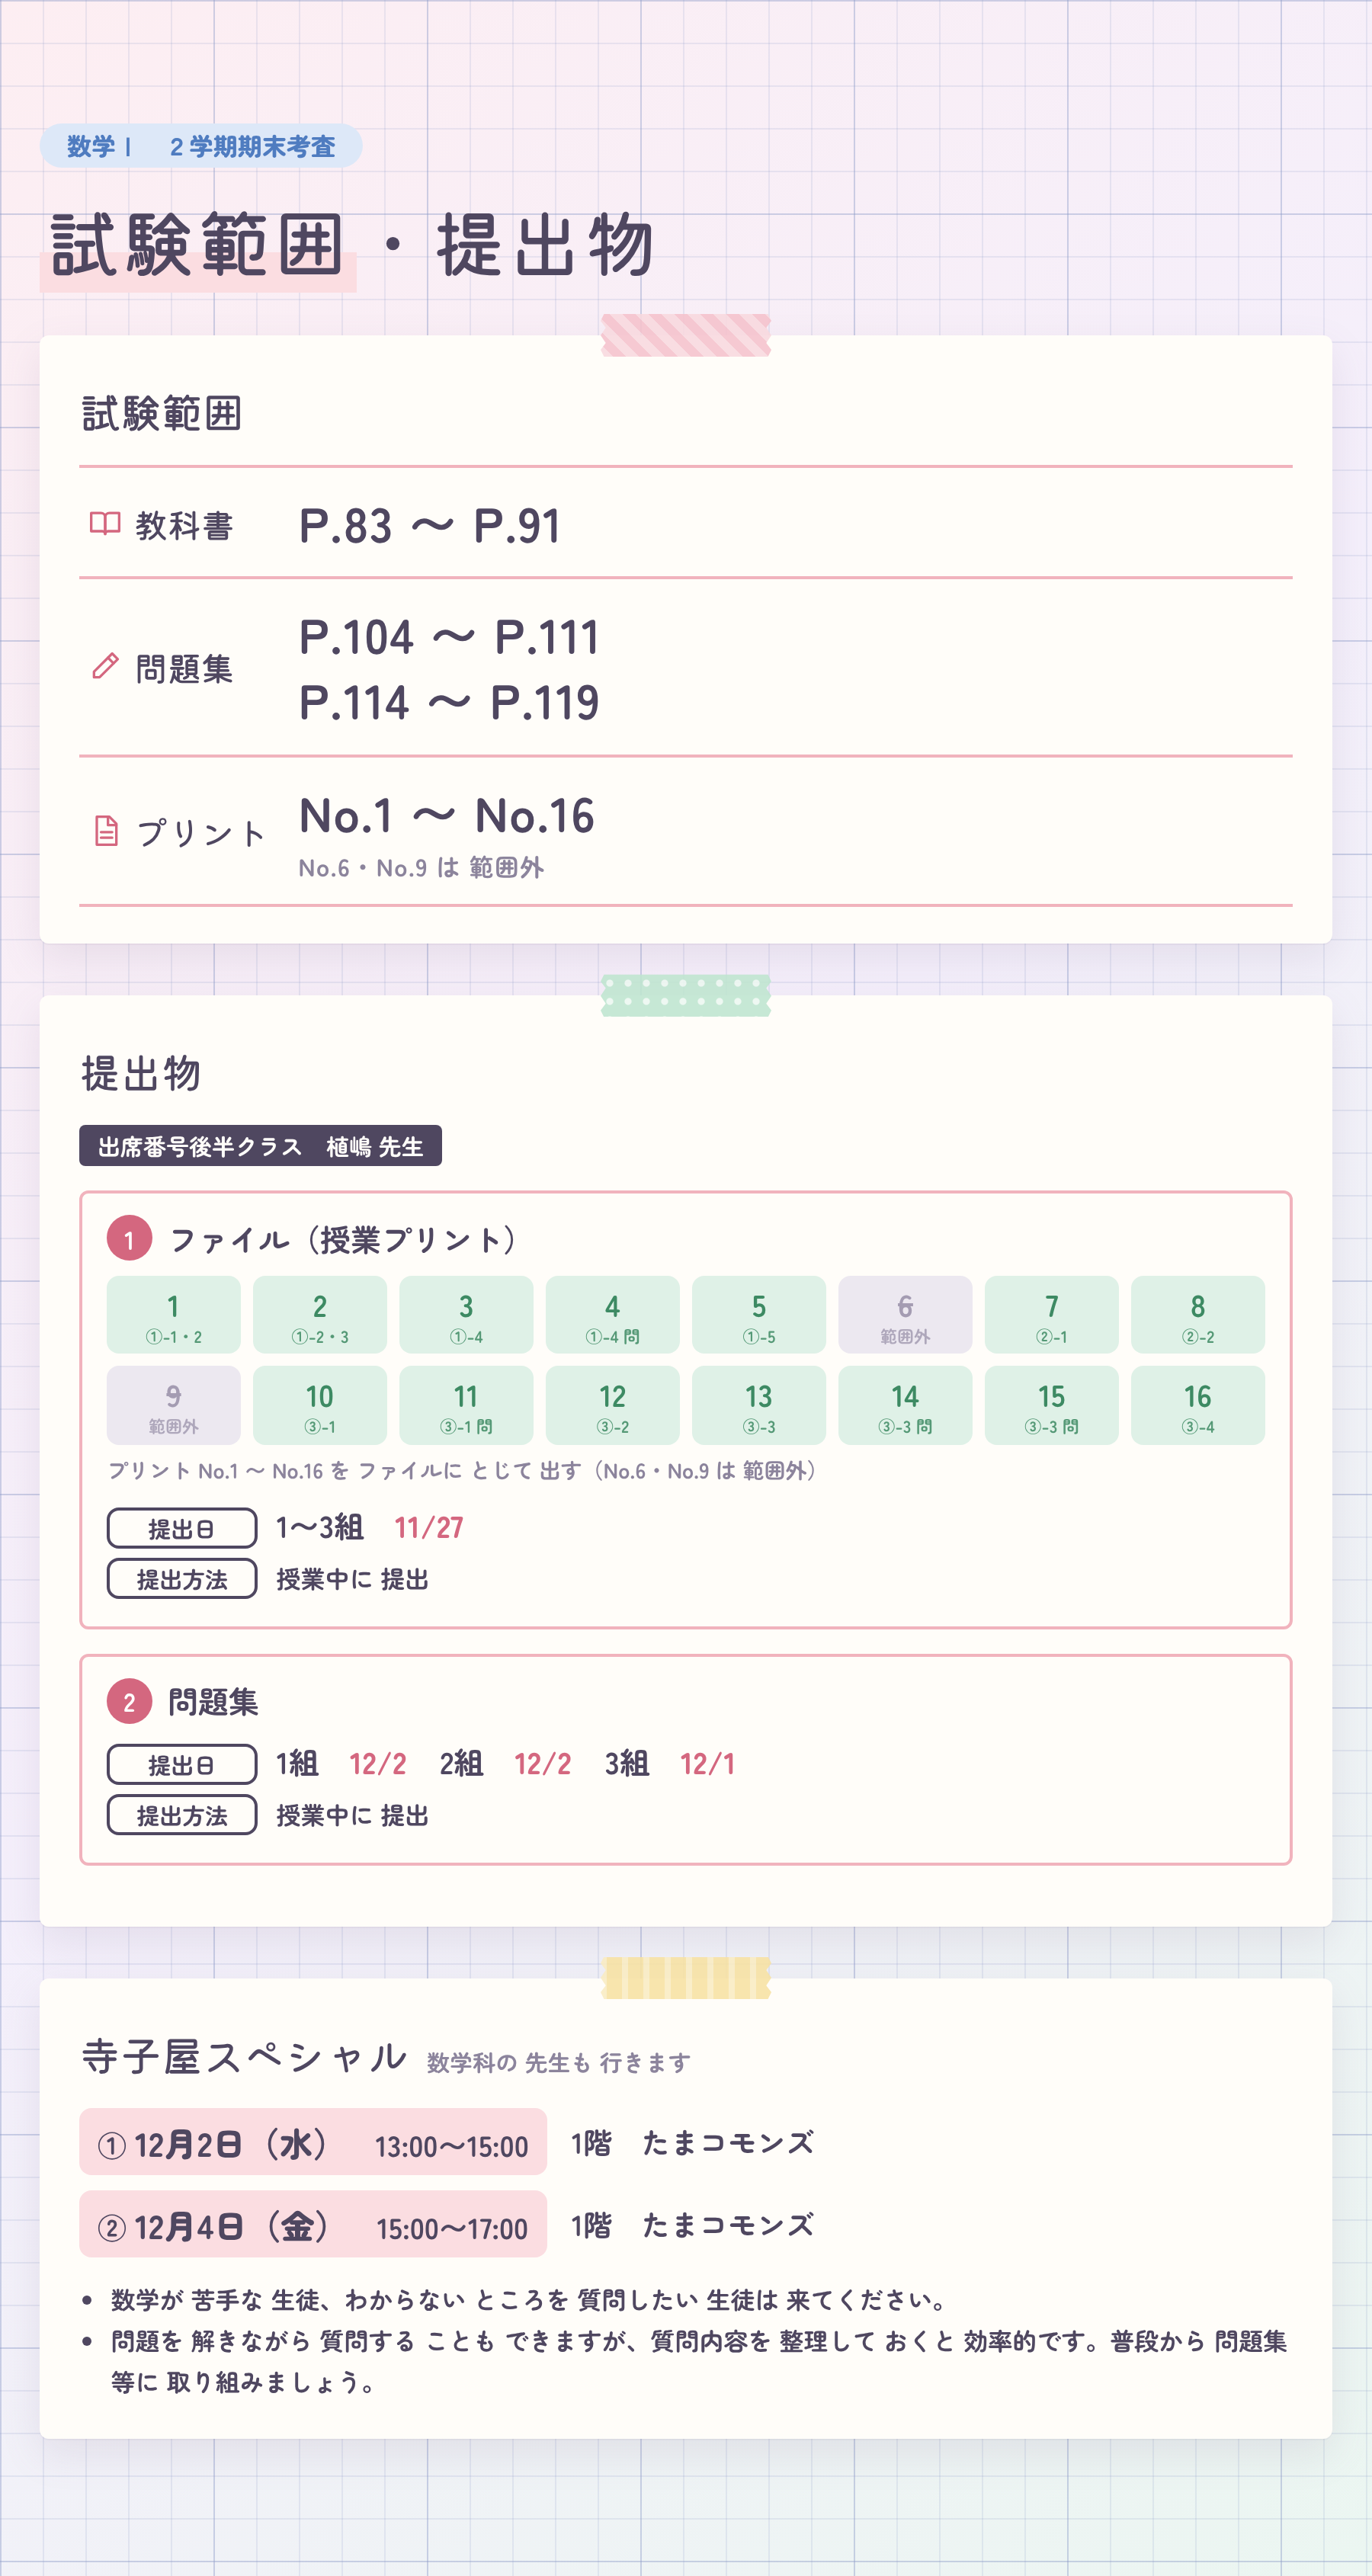 数学Ⅰ　2学期期末考査
試験範囲・提出物
試験範囲
教科書 P.83 〜 P.91
問題集 P.104 〜 P.111
P.114 〜 P.119
プリント No.1 〜 No.16
No.6・No.9 は 範囲外
提出物
出席番号後半クラス　植嶋 先生
1 ファイル（授業プリント）
1 2 3 4 5 6 7 8
①-1・2 ①-2・3 ①-4 ①-4 問 ①-5 範囲外 ②-1 ②-2
9 10 11 12 13 14 15 16
範囲外 ③-1 ③-1 問 ③-2 ③-3 ③-3 問 ③-3 問 ③-4
プリント No.1 〜 No.16 を ファイルに とじて 出す（No.6・No.9 は 範囲外）
提出日 1〜3組　11/27
提出方法 授業中に 提出
2 問題集
提出日 1組　12/2　2組　12/2　3組　12/1
提出方法 授業中に 提出
寺子屋スペシャル 数学科の 先生も 行きます
① 12月2日（水）　13:00〜15:00 1階　たまコモンズ
② 12月4日（金）　15:00〜17:00 1階　たまコモンズ
• 数学が 苦手な 生徒、わからない ところを 質問したい 生徒は 来てください。
• 問題を 解きながら 質問する ことも できますが、質問内容を 整理して おくと 効率的です。普段から 問題集
等に 取り組みましょう。